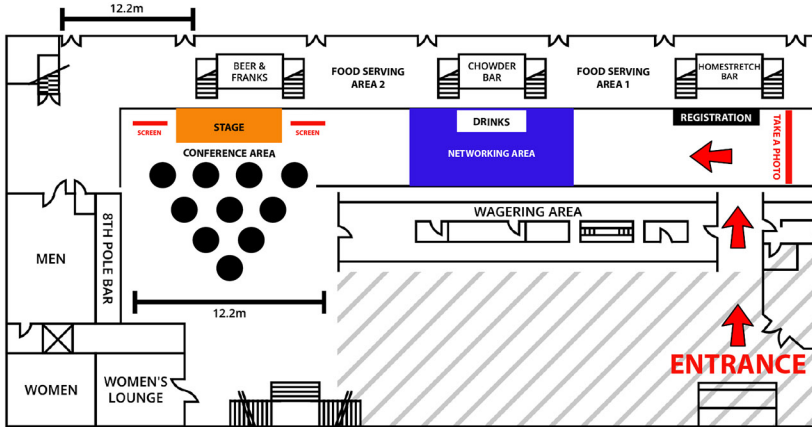 12.2m
BEER &
FRANKS
FOOD SERVING
AREA 2
CHOWDER
BAR
FOOD SERVING
AREA 1
HOMESTRETCH
BAR
SCREEN
STAGE
SCREEN
DRINKS
REGISTRATION
TAKE A PHOTO
CONFERENCE AREA
NETWORKING AREA
WAGERING AREA
MEN
8TH POLE BAR
12.2m
ENTRANCE
WOMEN
WOMEN'S
LOUNGE